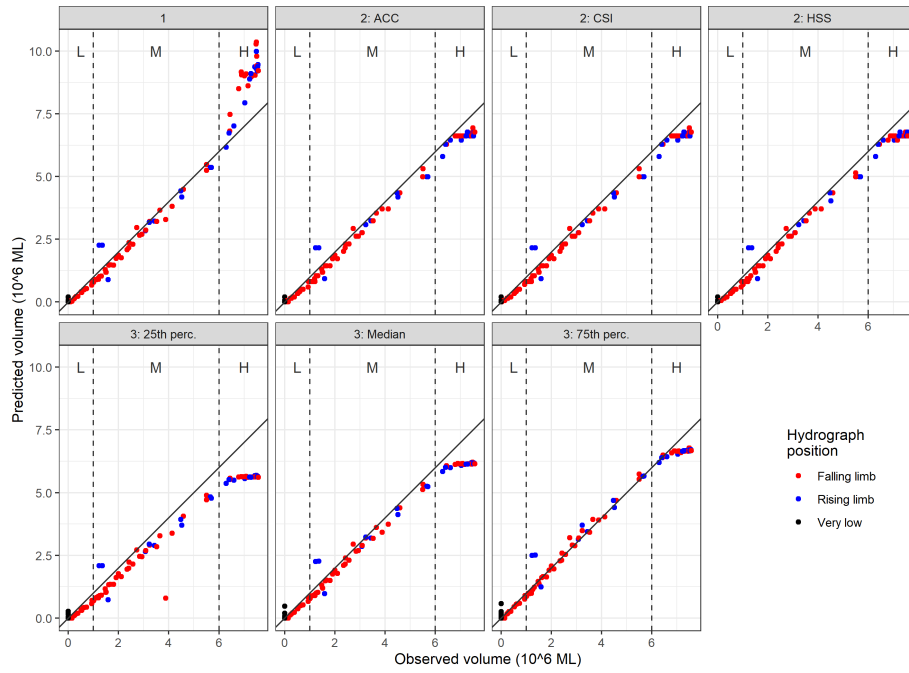 1
2: ACC
2: CSI
2: HSS
L
M
H
L
M
H
L
M
H
L
M
H
10.0
7.5
5.0
2.5
0.0
0
2
4
6
3: 25th perc.
3: Median
3: 75th perc.
L
M
H
L
M
H
L
M
H
10.0
7.5
5.0
2.5
0.0
0
2
4
6
0
2
4
6
0
2
4
6
Predicted volume (10^6 ML)
Observed volume (10^6 ML)
Hydrograph
position
Falling limb
Rising limb
Very low